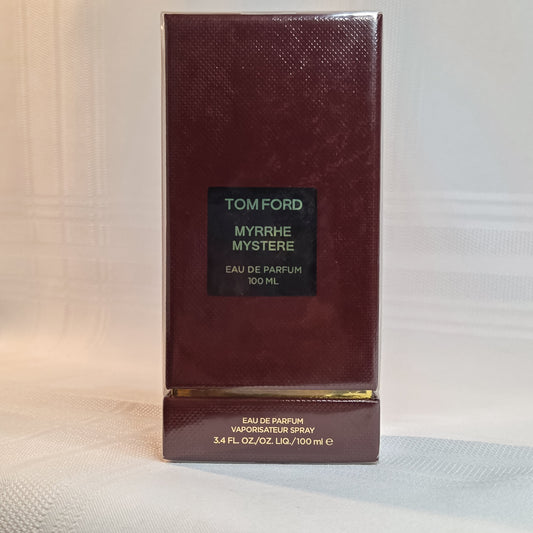 TOM FORD
MYRRHE
MYSTERE
EAU DE PARFUM
100 ML
EAU DE PARFUM
VAPORISATEUR SPRAY
3.4 FL. OZ./OZ. LIQ./100 ml ℮